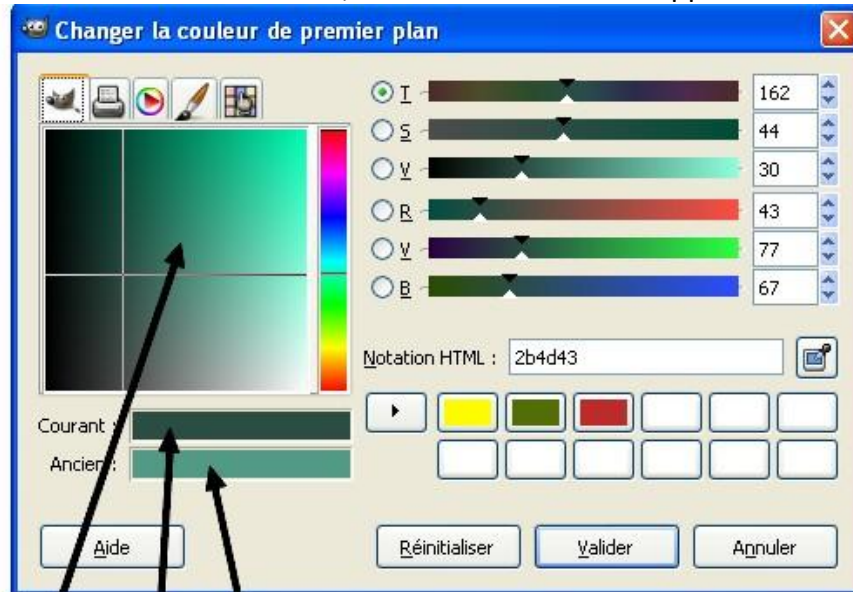 Changer la couleur de premier plan
T 162
S 44
V 30
R 43
V 77
B 67
Notation HTML : 2b4d43
Courant :
Ancien :
Aide
Réinitialiser
Valider
Annuler